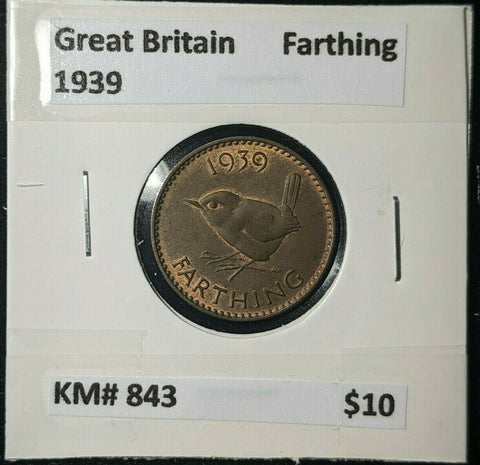 Great Britain Farthing
1939
1939
FARTHING
KM# 843 $10